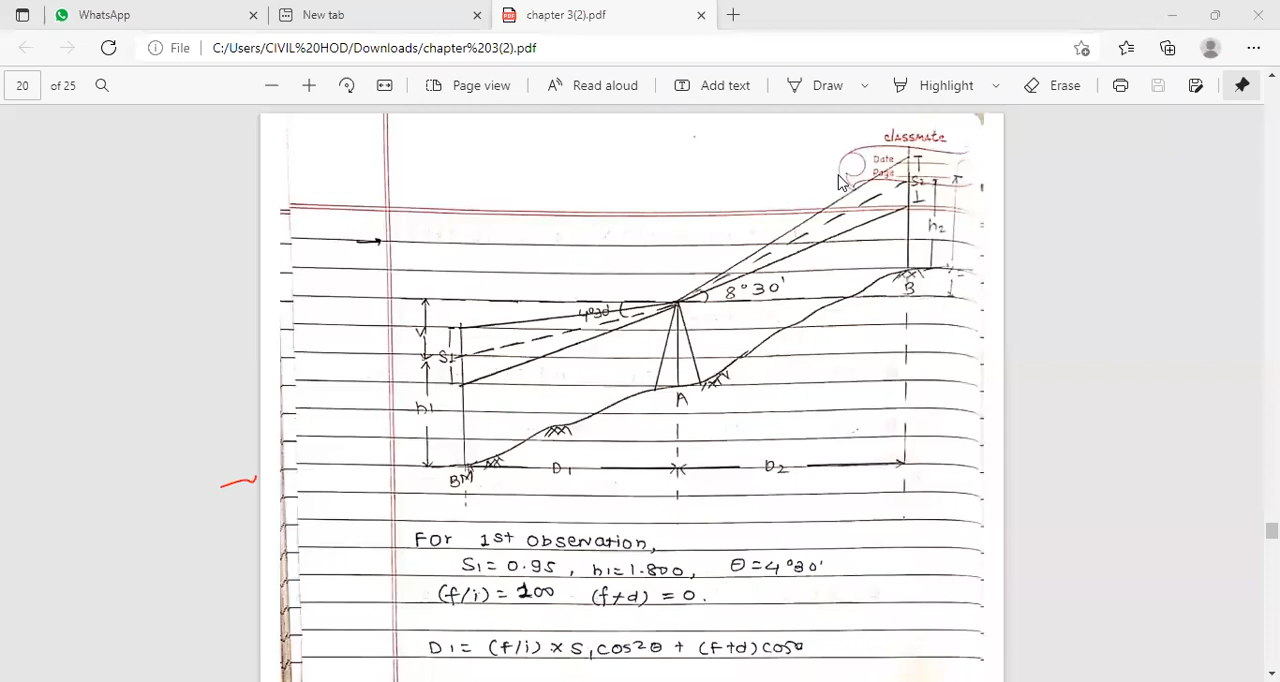 WhatsApp
New tab
chapter 3(2).pdf
File
C:/Users/CIVIL%20HOD/Downloads/chapter%203(2).pdf
20 of 25
Page view
Read aloud
Add text
Draw
Highlight
Erase
classmate
Date
Page
T
S2
I
h2
B
8°30'
V
S1
I
h1
A
BM
D1
D2
For 1st observation,
S1=0.95, h1=1.800, θ=4°30'
(f/i)=100 (f+d)=0.
D1= (f/i) x S1cos2θ + (f+d)cosθ